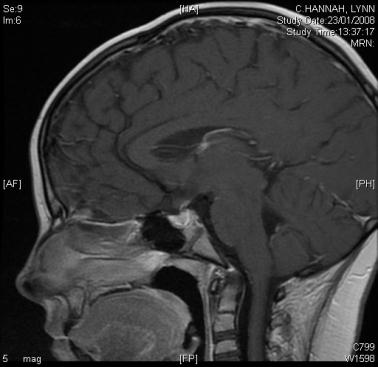 Se:9
Im:6
[HA]
C.HANNAH, LYNN
Study Date:23/01/2008
Study Time:13:37:17
MRN:
[AF]
[PH]
5 mag
[FP]
C799
W1598